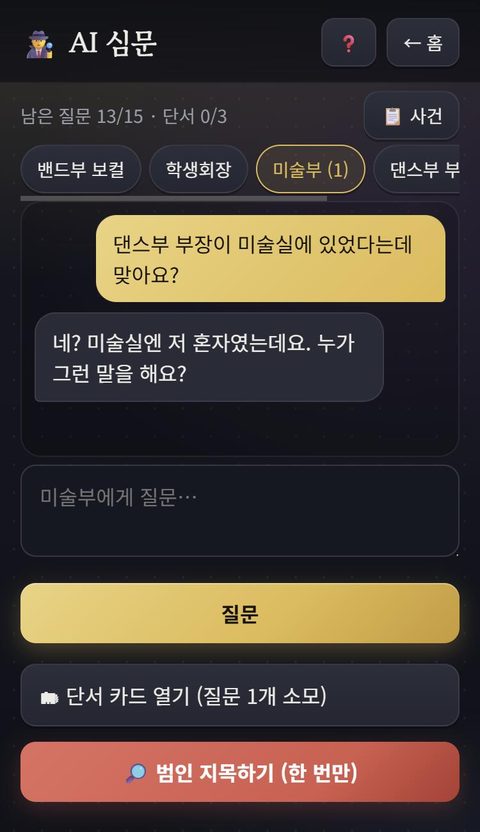 AI 심문
← 홈
남은 질문 13/15 · 단서 0/3
사건
밴드부 보컬
학생회장
미술부 (1)
댄스부 부
댄스부 부장이 미술실에 있었다는데
맞아요?
네? 미술실엔 저 혼자였는데요. 누가
그런 말을 해요?
미술부에게 질문…
질문
단서 카드 열기 (질문 1개 소모)
범인 지목하기 (한 번만)